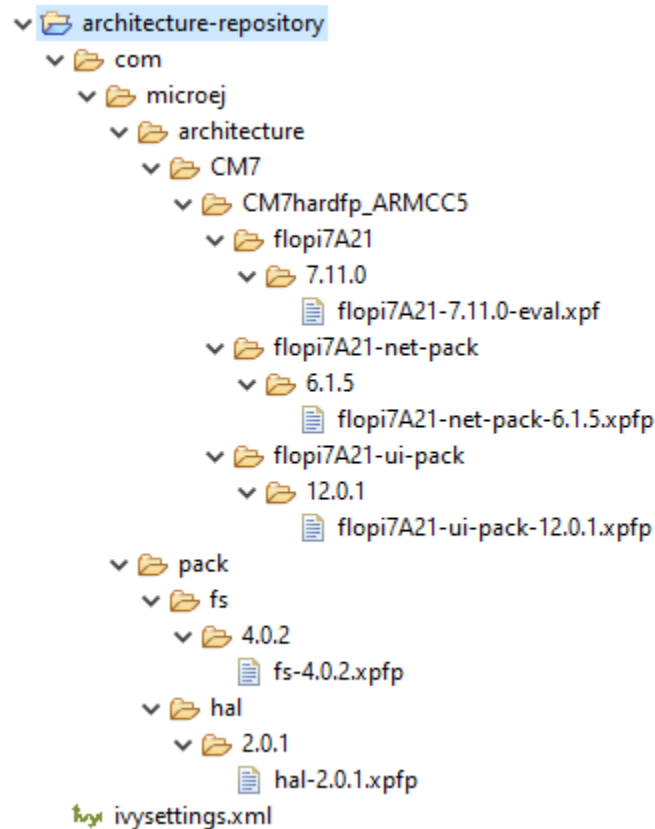 architecture-repository
com
microej
architecture
CM7
CM7hardfp_ARMCC5
flopi7A21
7.11.0
flopi7A21-7.11.0-eval.xpf
flopi7A21-net-pack
6.1.5
flopi7A21-net-pack-6.1.5.xpfp
flopi7A21-ui-pack
12.0.1
flopi7A21-ui-pack-12.0.1.xpfp
pack
fs
4.0.2
fs-4.0.2.xpfp
hal
2.0.1
hal-2.0.1.xpfp
ivy ivysettings.xml